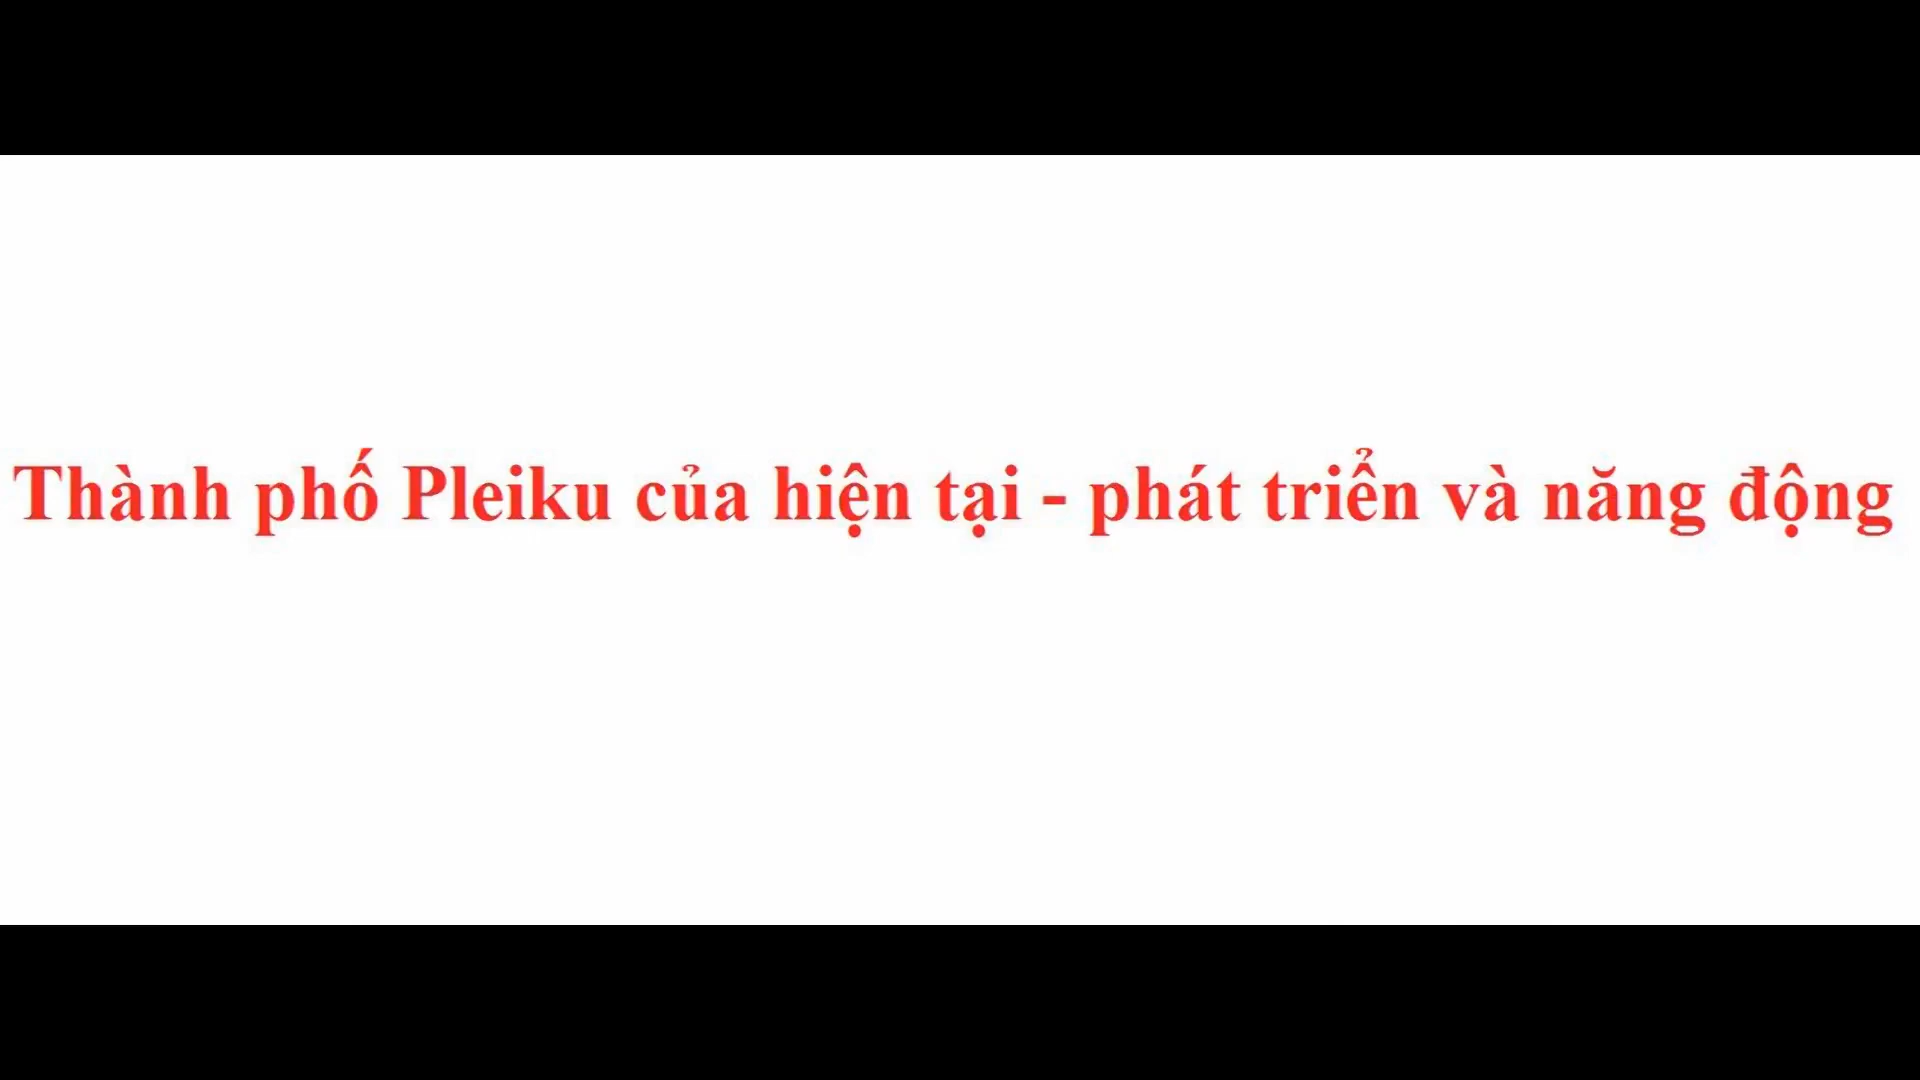 Thành phố Pleiku của hiện tại - phát triển và năng động